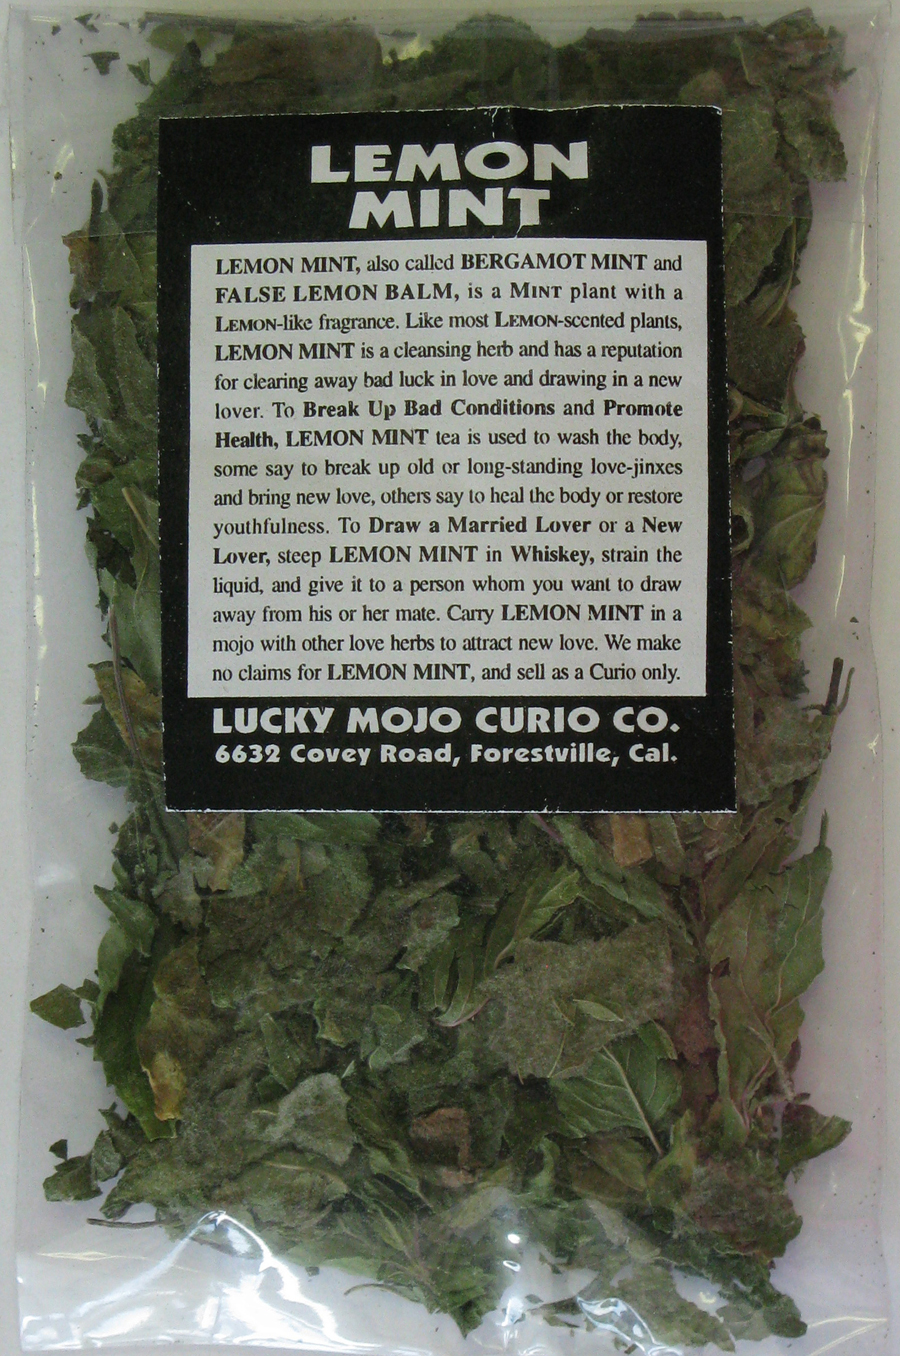 LEMON
MINT
LEMON MINT, also called BERGAMOT MINT and
FALSE LEMON BALM, is a MINT plant with a
LEMON-like fragrance. Like most LEMON-scented plants,
LEMON MINT is a cleansing herb and has a reputation
for clearing away bad luck in love and drawing in a new
lover. To Break Up Bad Conditions and Promote
Health, LEMON MINT tea is used to wash the body,
some say to break up old or long-standing love-jinxes
and bring new love, others say to heal the body or restore
youthfulness. To Draw a Married Lover or a New
Lover, steep LEMON MINT in Whiskey, strain the
liquid, and give it to a person whom you want to draw
away from his or her mate. Carry LEMON MINT in a
mojo with other love herbs to attract new love. We make
no claims for LEMON MINT, and sell as a Curio only.
LUCKY MOJO CURIO CO.
6632 Covey Road, Forestville, Cal.